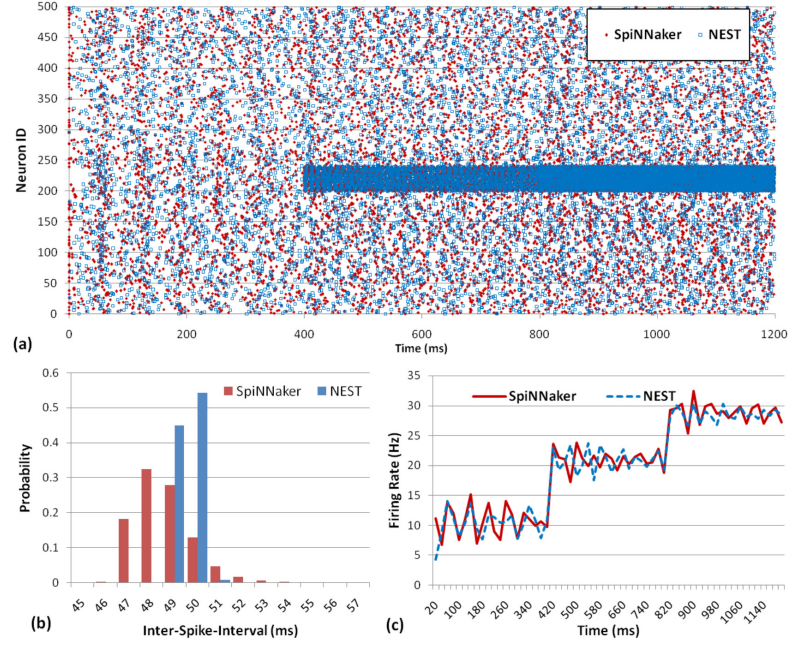 500
450
400
350
300
250
200
150
100
50
0
Neuron ID
SpiNNaker NEST
0 200 400 600 800 1000 1200
Time (ms)
(a)
0.6
0.5
0.4
0.3
0.2
0.1
0
Probability
SpiNNaker NEST
45 46 47 48 49 50 51 52 53 54 55 56 57
Inter-Spike-Interval (ms)
(b)
35
30
25
20
15
10
5
0
Firing Rate (Hz)
SpiNNaker NEST
20 100 180 260 340 420 500 580 660 740 820 900 980 1060 1140
Time (ms)
(c)